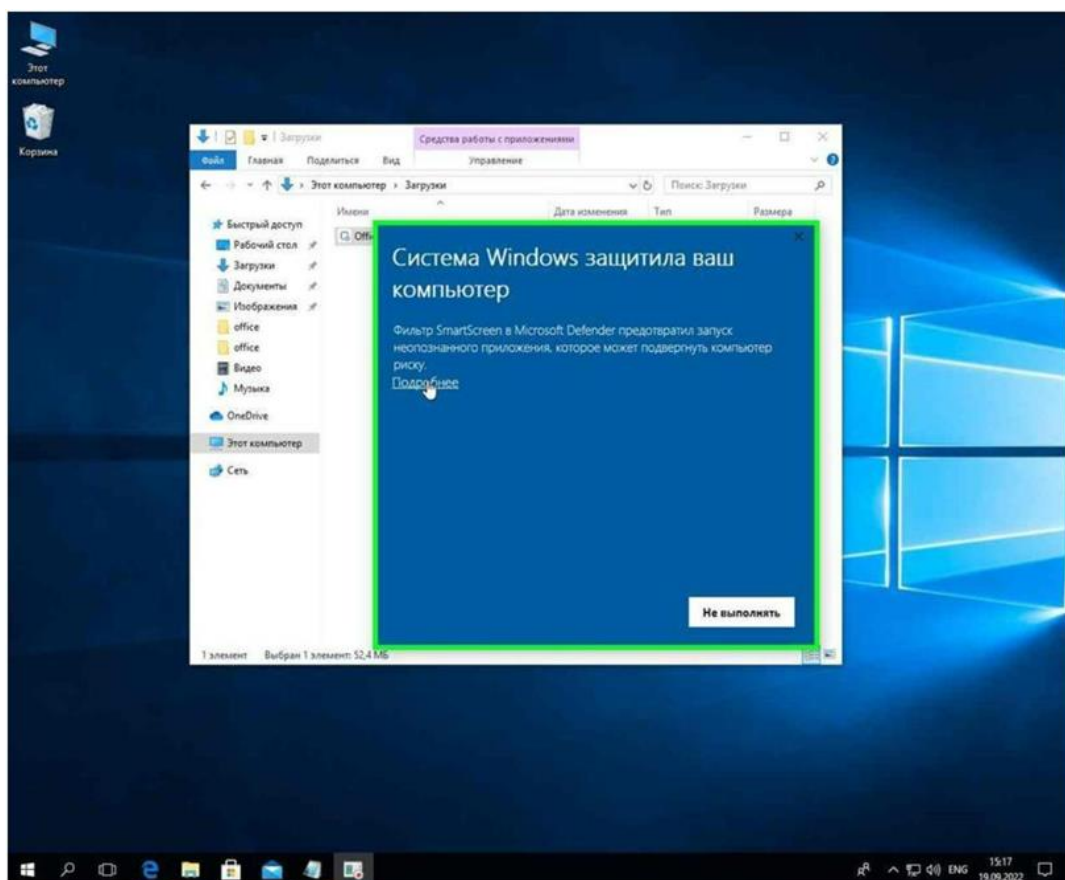 Этот
компьютер
Корзина
Загрузки
Средства работы с приложениями
Файл Главная Поделиться Вид Управление
Этот компьютер › Загрузки
Поиск: Загрузки
Имени Дата изменения Тип Размера
Быстрый доступ
Рабочий стол
Загрузки
Документы
Изображения
office
office
Видео
Музыка
OneDrive
Этот компьютер
Сеть
Offi
Система Windows защитила ваш
компьютер
Фильтр SmartScreen в Microsoft Defender предотвратил запуск
неопознанного приложения, которое может подвергнуть компьютер
риску.
Подробнее
Не выполнять
1 элемент Выбран 1 элемент: 52,4 МБ
ENG
15:17
19.09.2022